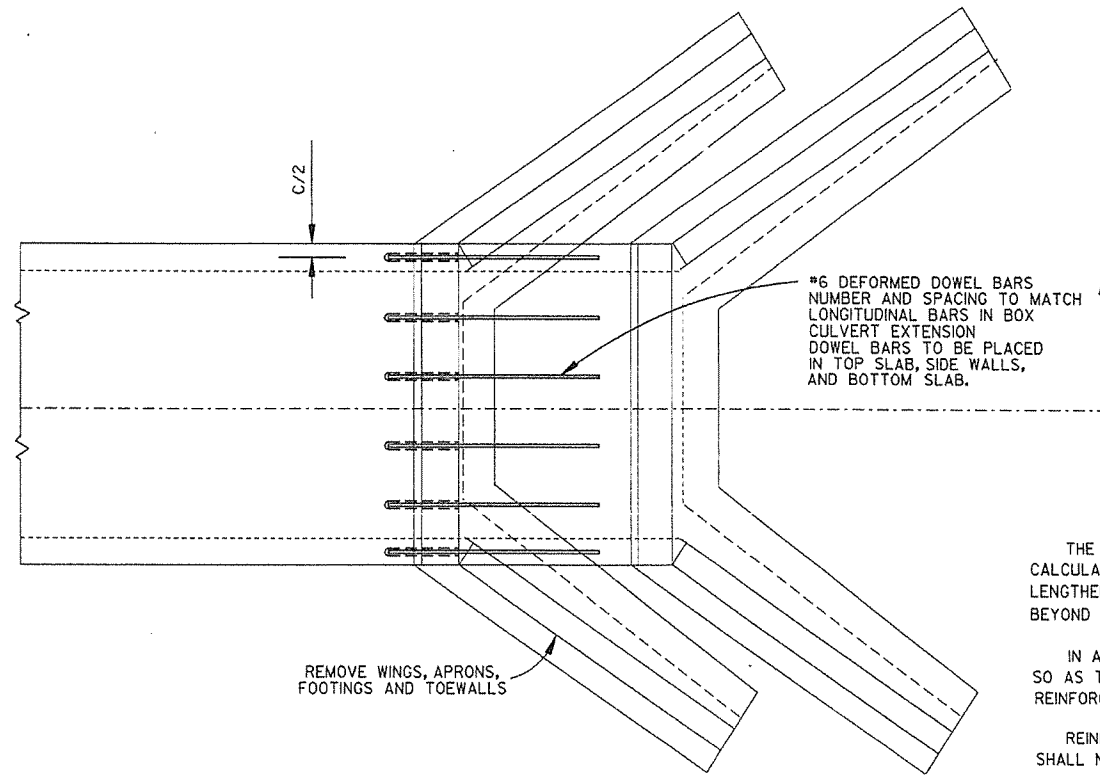 C/2
#6 DEFORMED DOWEL BARS
NUMBER AND SPACING TO MATCH
LONGITUDINAL BARS IN BOX
CULVERT EXTENSION
DOWEL BARS TO BE PLACED
IN TOP SLAB, SIDE WALLS,
AND BOTTOM SLAB.
REMOVE WINGS, APRONS,
FOOTINGS AND TOEWALLS
THE
CALCULA
LENGTHE
BEYOND
IN A
SO AS T
REINFOR
REIN
SHALL N